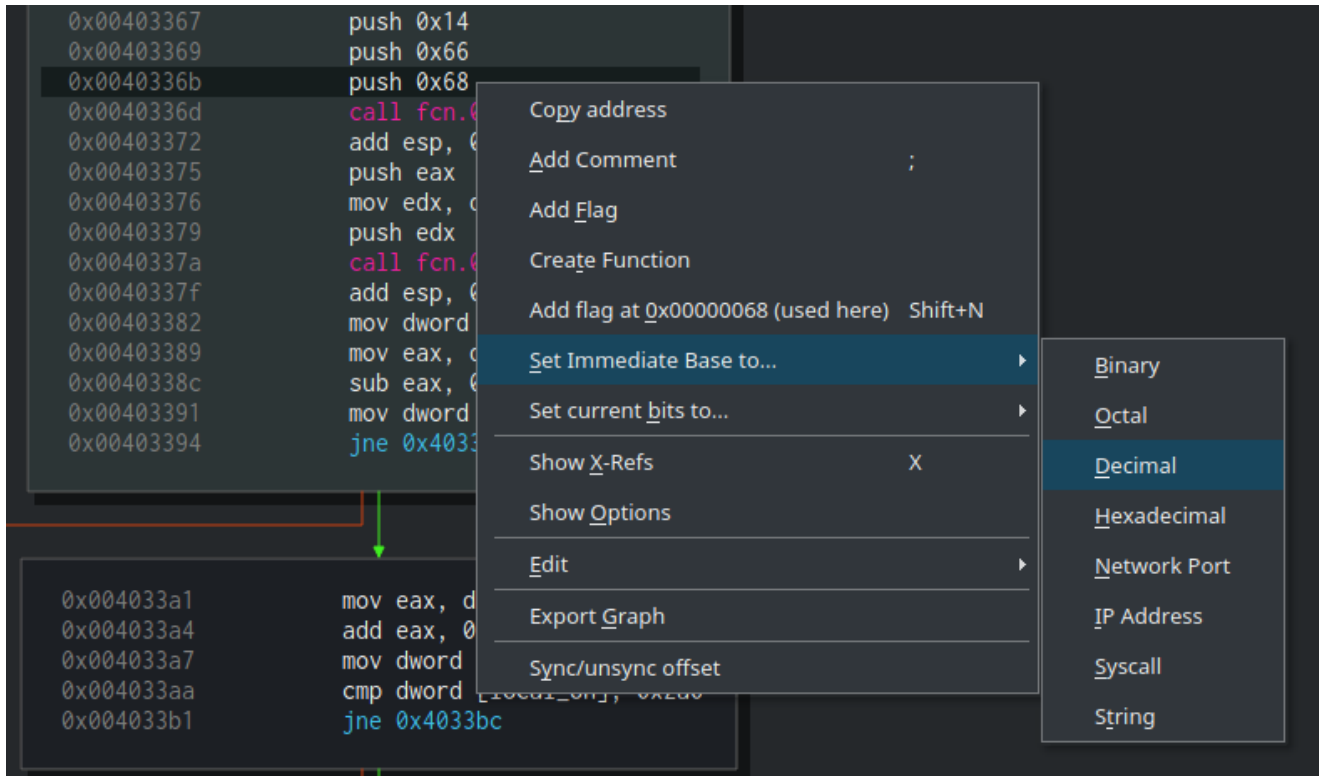 0x00403367 push 0x14
0x00403369 push 0x66
0x0040336b push 0x68
0x0040336d call fcn.
0x00403372 add esp,
0x00403375 push eax
0x00403376 mov edx,
0x00403379 push edx
0x0040337a call fcn.
0x0040337f add esp,
0x00403382 mov dword
0x00403389 mov eax,
0x0040338c sub eax,
0x00403391 mov dword
0x00403394 jne 0x4033
0x004033a1 mov eax, d
0x004033a4 add eax, 0
0x004033a7 mov dword
0x004033aa cmp dword
0x004033b1 jne 0x4033bc
Copy address
Add Comment ;
Add Flag
Create Function
Add flag at 0x00000068 (used here) Shift+N
Set Immediate Base to...
Set current bits to...
Show X-Refs X
Show Options
Edit
Export Graph
Sync/unsync offset
Binary
Octal
Decimal
Hexadecimal
Network Port
IP Address
Syscall
String